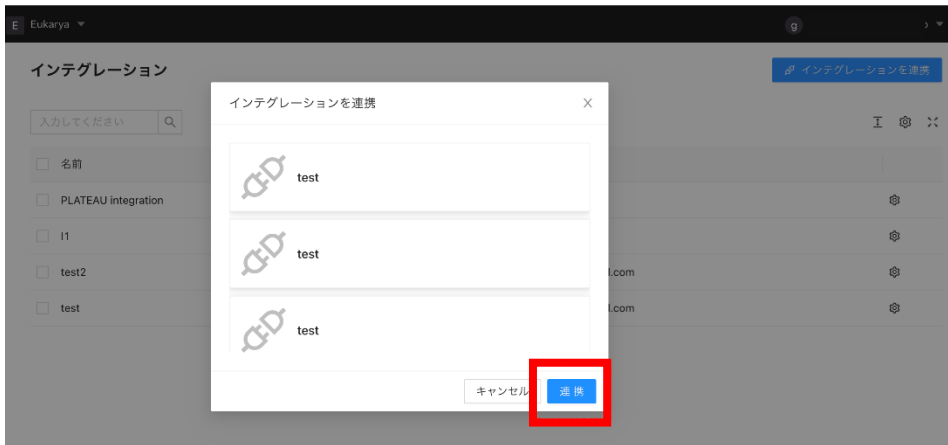 E Eukarya
g
インテグレーション
インテグレーションを連携
インテグレーションを連携
入力してください
名前
test
PLATEAU integration
I1
test
test2
l.com
test
l.com
test
キャンセル
連携